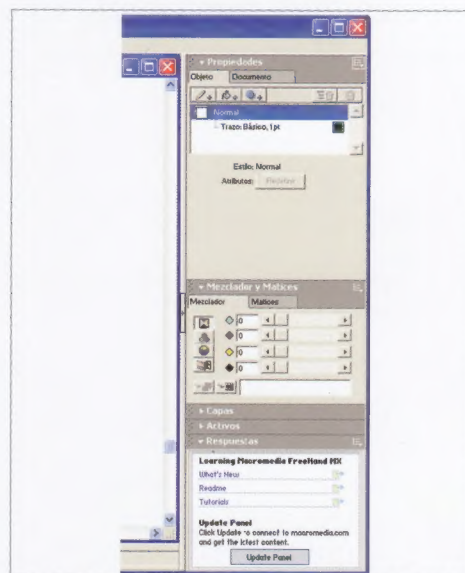 Propiedades
Objeto Documento
Normal
Trazo: Básico, 1 pt
Estilo: Normal
Atributos:
Mezclador y Matices
Mezclador Matices
0
0
0
0
Capas
Activos
Respuestas
Learning Macromedia FreeHand MX
What's New
Readme
Tutorials
Update Panel
Click Update to connect to macromedia.com
and get the latest content.
Update Panel